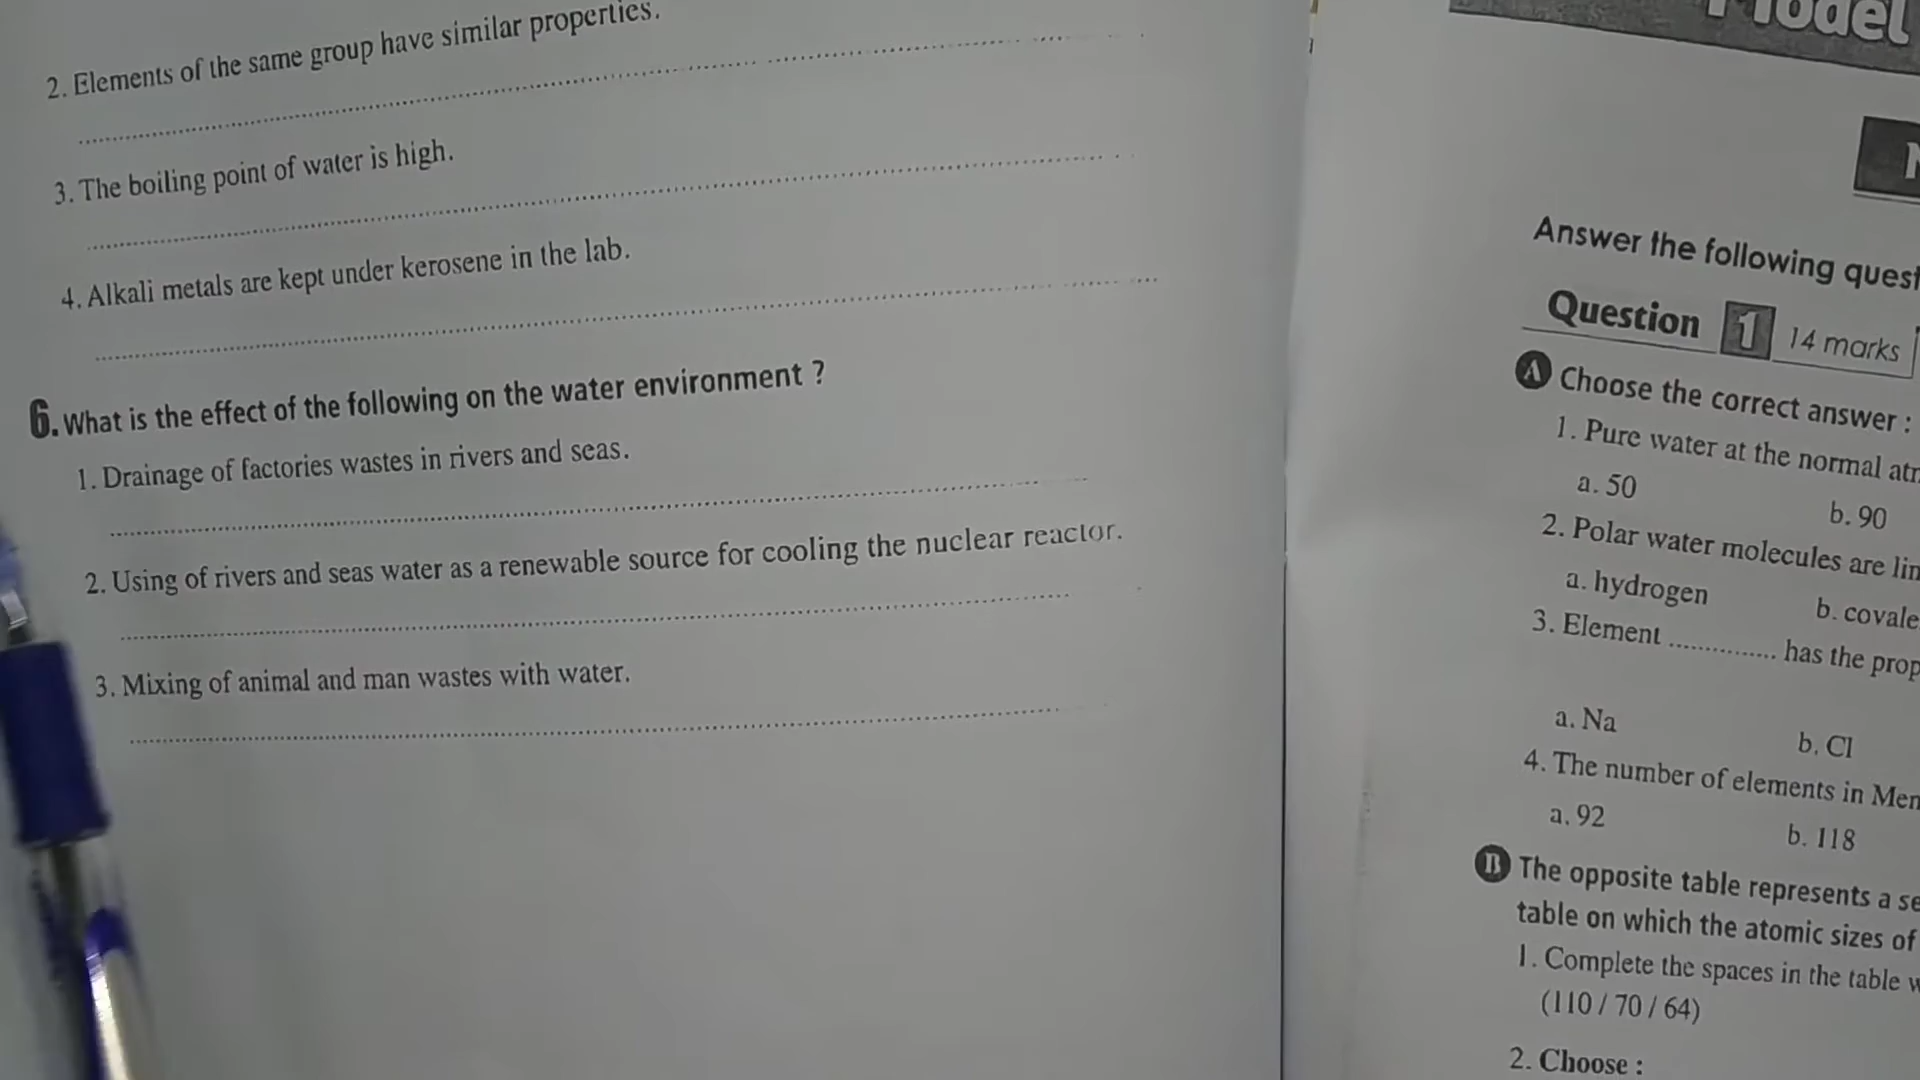 2. Elements of the same group have similar properties.
3. The boiling point of water is high.
4. Alkali metals are kept under kerosene in the lab.
6. What is the effect of the following on the water environment ?
1. Drainage of factories wastes in rivers and seas.
2. Using of rivers and seas water as a renewable source for cooling the nuclear reactor.
3. Mixing of animal and man wastes with water.
Model
Answer the following
Question 1 14 marks
A Choose the correct answer :
1. Pure water at the normal
a. 50 b. 90
2. Polar water molecules are
a. hydrogen
b.
3. Element ............. has the
a. Na b. Cl
4. The number of elements in
a. 92 b. 118
B The opposite table represents a
table on which the atomic sizes of
1. Complete the spaces in the table
(110 / 70 / 64)
2. Choose :